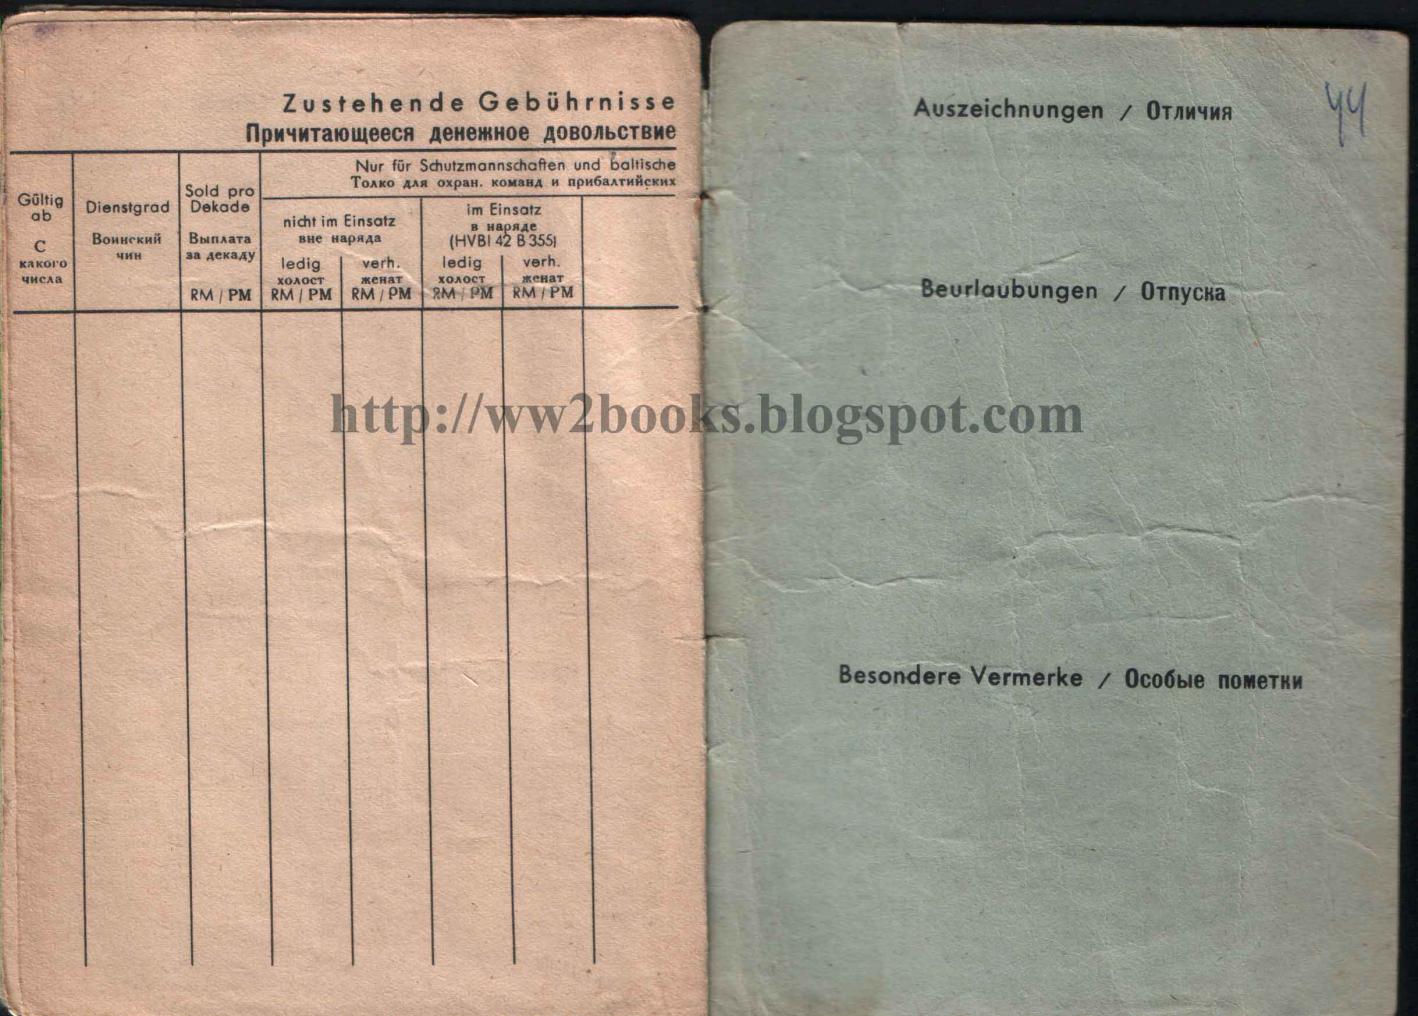 Zustehende Gebührnisse
Причитающееся денежное довольствие
Nur für Schutzmannschaften und baltische
Толко для охран. команд и прибалтийских
Gültig
ab
С
какого
числа
Dienstgrad
Воинский
чин
Sold pro
Dekade
Выплата
за декаду
RM / РМ
nicht im Einsatz
вне наряда
ledig
холост
RM / РМ
verh.
женат
RM / РМ
im Einsatz
в наряде
(HVBl 42 B 355)
ledig
холост
RM / РМ
verh.
женат
RM / РМ
Auszeichnungen / Отличия
44
Beurlaubungen / Отпуска
http://ww2books.blogspot.com
Besondere Vermerke / Особые пометки